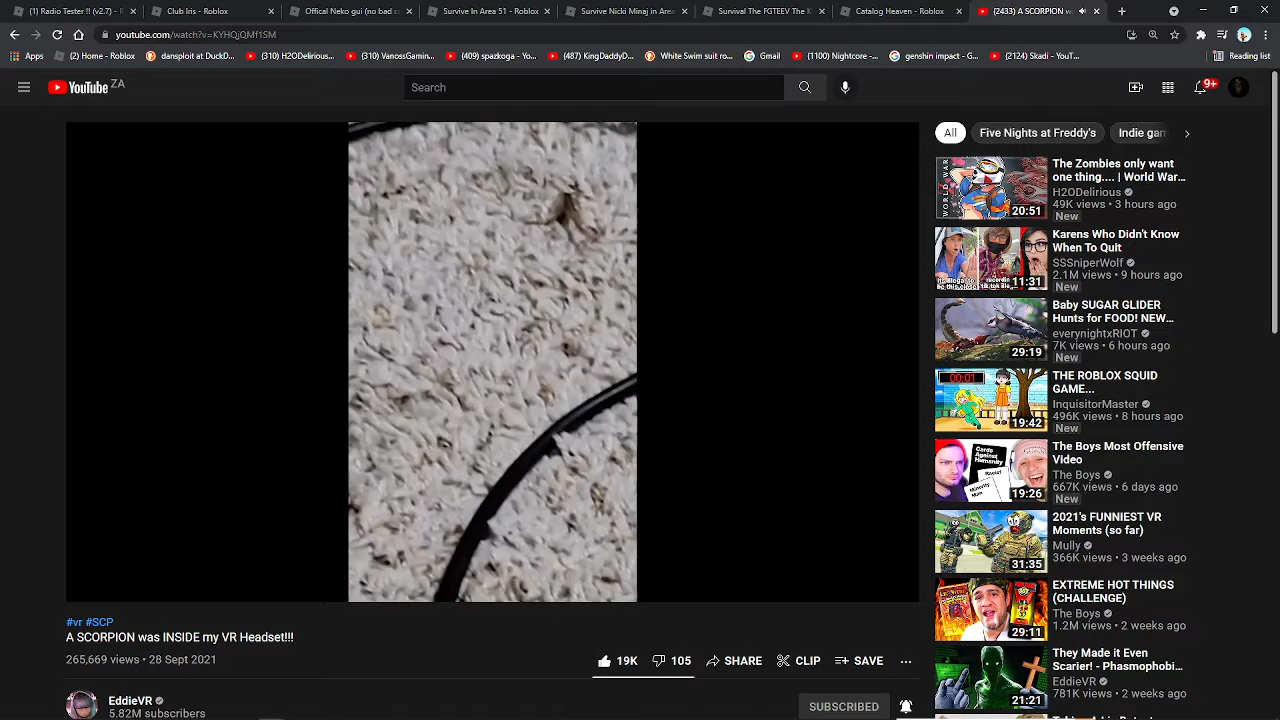 (1) Radio Tester !! (v2.7) - R
Club Iris - Roblox
Offical Neko gui (no bad c
Survive In Area 51 - Roblox
Survive Nicki Minaj in Area
Survival The FGTEEV The K
Catalog Heaven - Roblox
(2433) A SCORPION wa
youtube.com/watch?v=KYHQjQMf1SM
Apps
(2) Home - Roblox
dansploit at DuckD...
(310) H2ODelirious...
(310) VanossGamin...
(409) spazkoga - Yo...
(487) KingDaddyD...
White Swim suit ro...
Gmail
(1100) Nightcore -...
genshin impact - G...
(2124) Skadi - YouT...
Reading list
YouTube ZA
Search
9+
All
Five Nights at Freddy's
Indie gam
The Zombies only want
one thing.... | World War...
H2ODelirious
49K views • 3 hours ago
New
20:51
Karens Who Didn't Know
When To Quit
SSSniperWolf
2.1M views • 9 hours ago
New
11:31
Baby SUGAR GLIDER
Hunts for FOOD! NEW...
everynightxRIOT
7K views • 6 hours ago
New
29:19
THE ROBLOX SQUID
GAME...
InquisitorMaster
496K views • 8 hours ago
New
00:01
19:42
The Boys Most Offensive
Video
The Boys
667K views • 6 days ago
New
Cards
Against
Humanity
19:26
2021's FUNNIEST VR
Moments (so far)
Mully
366K views • 3 weeks ago
31:35
EXTREME HOT THINGS
(CHALLENGE)
The Boys
1.2M views • 2 weeks ago
29:11
They Made it Even
Scarier! - Phasmophobi...
EddieVR
781K views • 2 weeks ago
21:21
#vr #SCP
A SCORPION was INSIDE my VR Headset!!!
265,669 views • 28 Sept 2021
19K
105
SHARE
CLIP
SAVE
EddieVR
5.82M subscribers
SUBSCRIBED